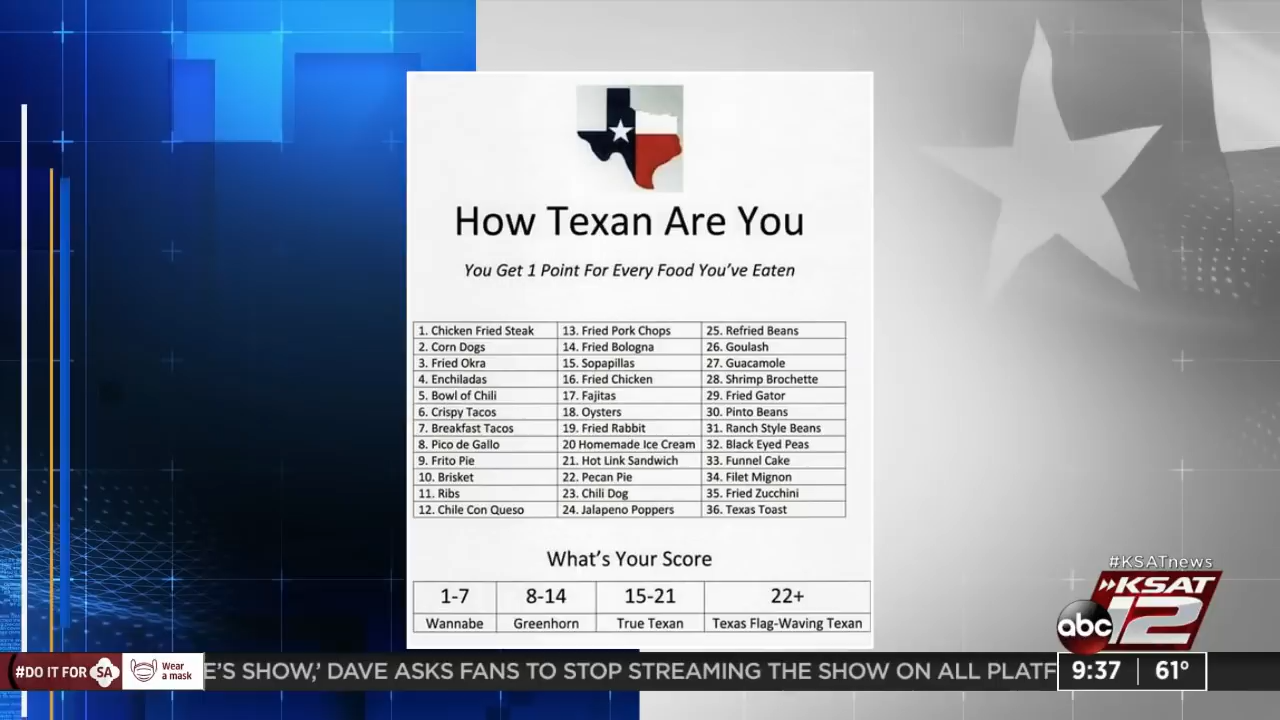 How Texan Are You
You Get 1 Point For Every Food You've Eaten
1. Chicken Fried Steak 13. Fried Pork Chops 25. Refried Beans
2. Corn Dogs 14. Fried Bologna 26. Goulash
3. Fried Okra 15. Sopapillas 27. Guacamole
4. Enchiladas 16. Fried Chicken 28. Shrimp Brochette
5. Bowl of Chili 17. Fajitas 29. Fried Gator
6. Crispy Tacos 18. Oysters 30. Pinto Beans
7. Breakfast Tacos 19. Fried Rabbit 31. Ranch Style Beans
8. Pico de Gallo 20 Homemade Ice Cream 32. Black Eyed Peas
9. Frito Pie 21. Hot Link Sandwich 33. Funnel Cake
10. Brisket 22. Pecan Pie 34. Filet Mignon
11. Ribs 23. Chili Dog 35. Fried Zucchini
12. Chile Con Queso 24. Jalapeno Poppers 36. Texas Toast
What's Your Score
1-7 8-14 15-21 22+
Wannabe Greenhorn True Texan Texas Flag-Waving Texan
#KSATnews
KSAT
abc 12
#DO IT FOR SA
Wear
a mask
E'S SHOW,' DAVE ASKS FANS TO STOP STREAMING THE SHOW ON ALL PLATF
9:37 61°